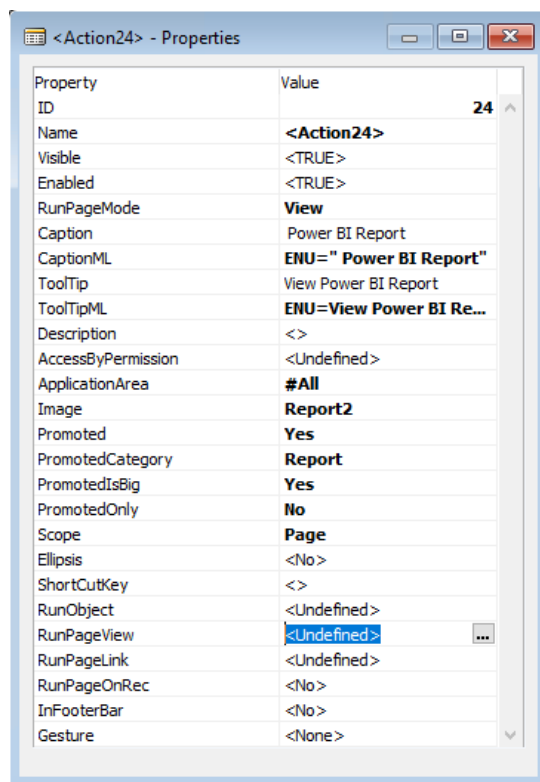 <Action24> - Properties
Property Value
ID 24
Name <Action24>
Visible <TRUE>
Enabled <TRUE>
RunPageMode View
Caption Power BI Report
CaptionML ENU=" Power BI Report"
ToolTip View Power BI Report
ToolTipML ENU=View Power BI Re...
Description <>
AccessByPermission <Undefined>
ApplicationArea #All
Image Report2
Promoted Yes
PromotedCategory Report
PromotedIsBig Yes
PromotedOnly No
Scope Page
Ellipsis <No>
ShortCutKey <>
RunObject <Undefined>
RunPageView <Undefined> ...
RunPageLink <Undefined>
RunPageOnRec <No>
InFooterBar <No>
Gesture <None>